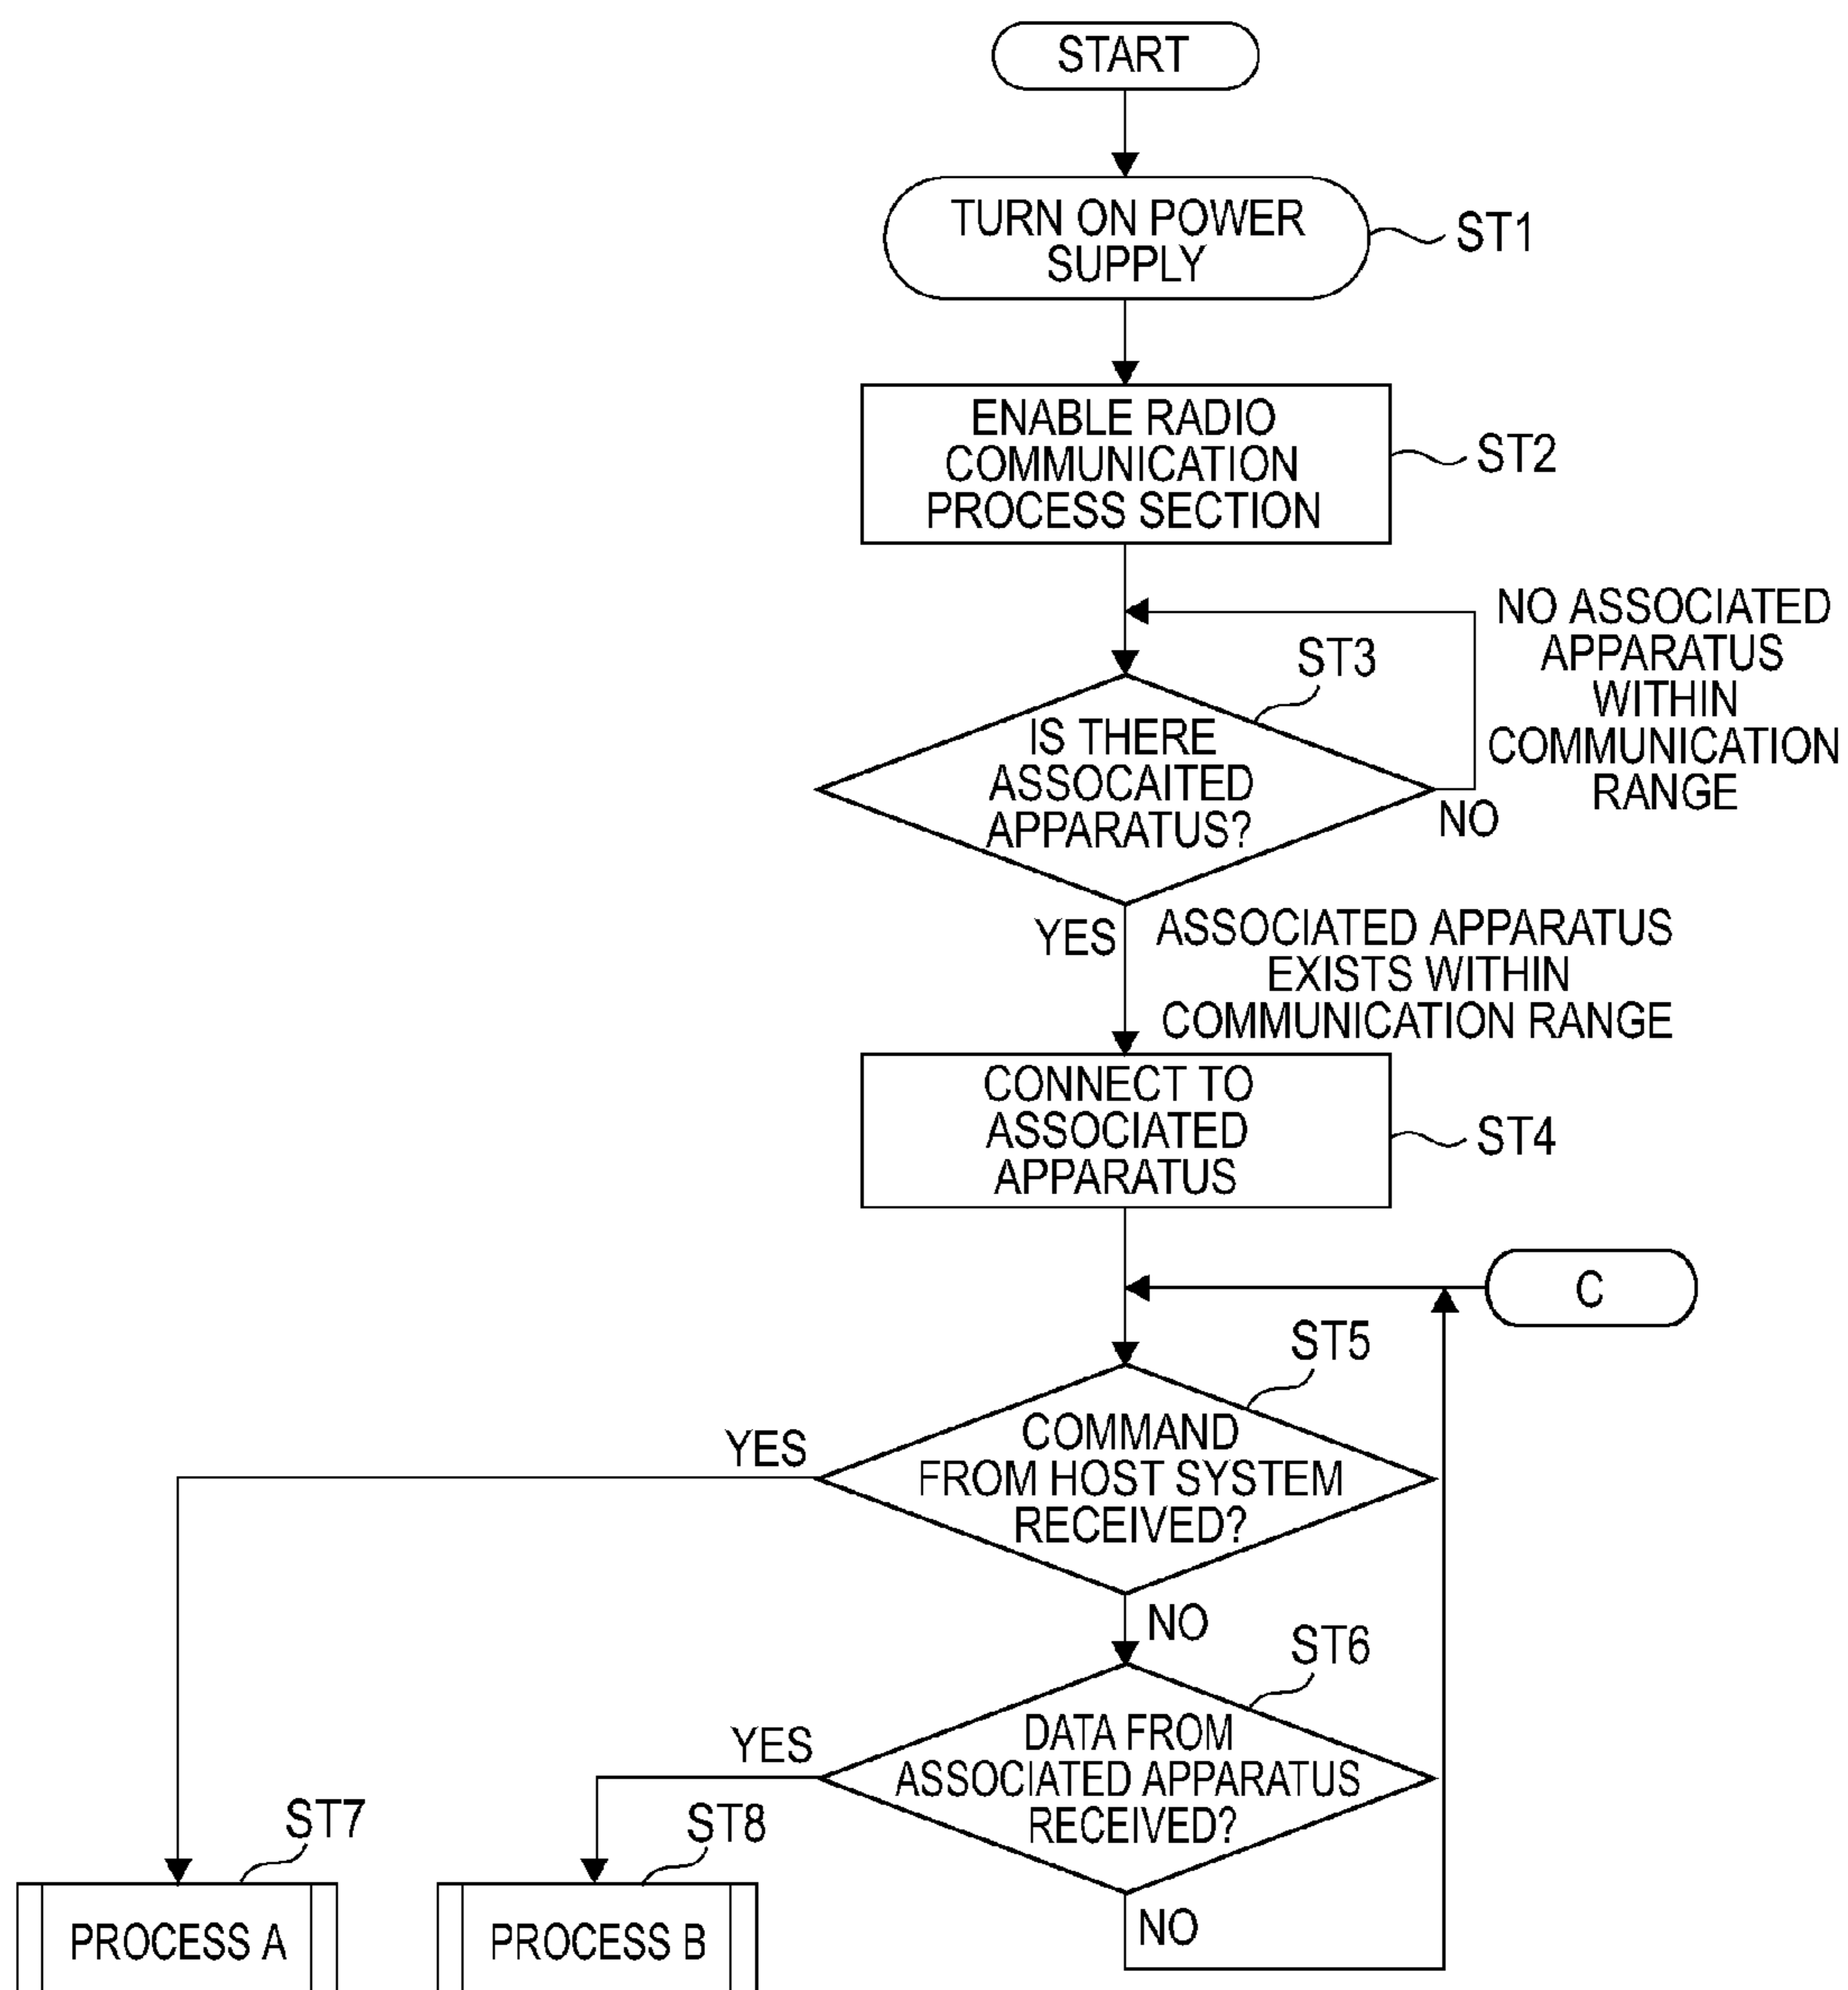 START
TURN ON POWER
SUPPLY
ST1
ENABLE RADIO
COMMUNICATION
PROCESS SECTION
ST2
NO ASSOCIATED
APPARATUS
WITHIN
COMMUNICATION
RANGE
ST3
IS THERE
ASSOCAITED
APPARATUS?
NO
YES
ASSOCIATED APPARATUS
EXISTS WITHIN
COMMUNICATION RANGE
CONNECT TO
ASSOCIATED
APPARATUS
ST4
C
ST5
COMMAND
FROM HOST SYSTEM
RECEIVED?
YES
NO
ST6
DATA FROM
ASSOCIATED APPARATUS
RECEIVED?
YES
NO
ST7
PROCESS A
ST8
PROCESS B